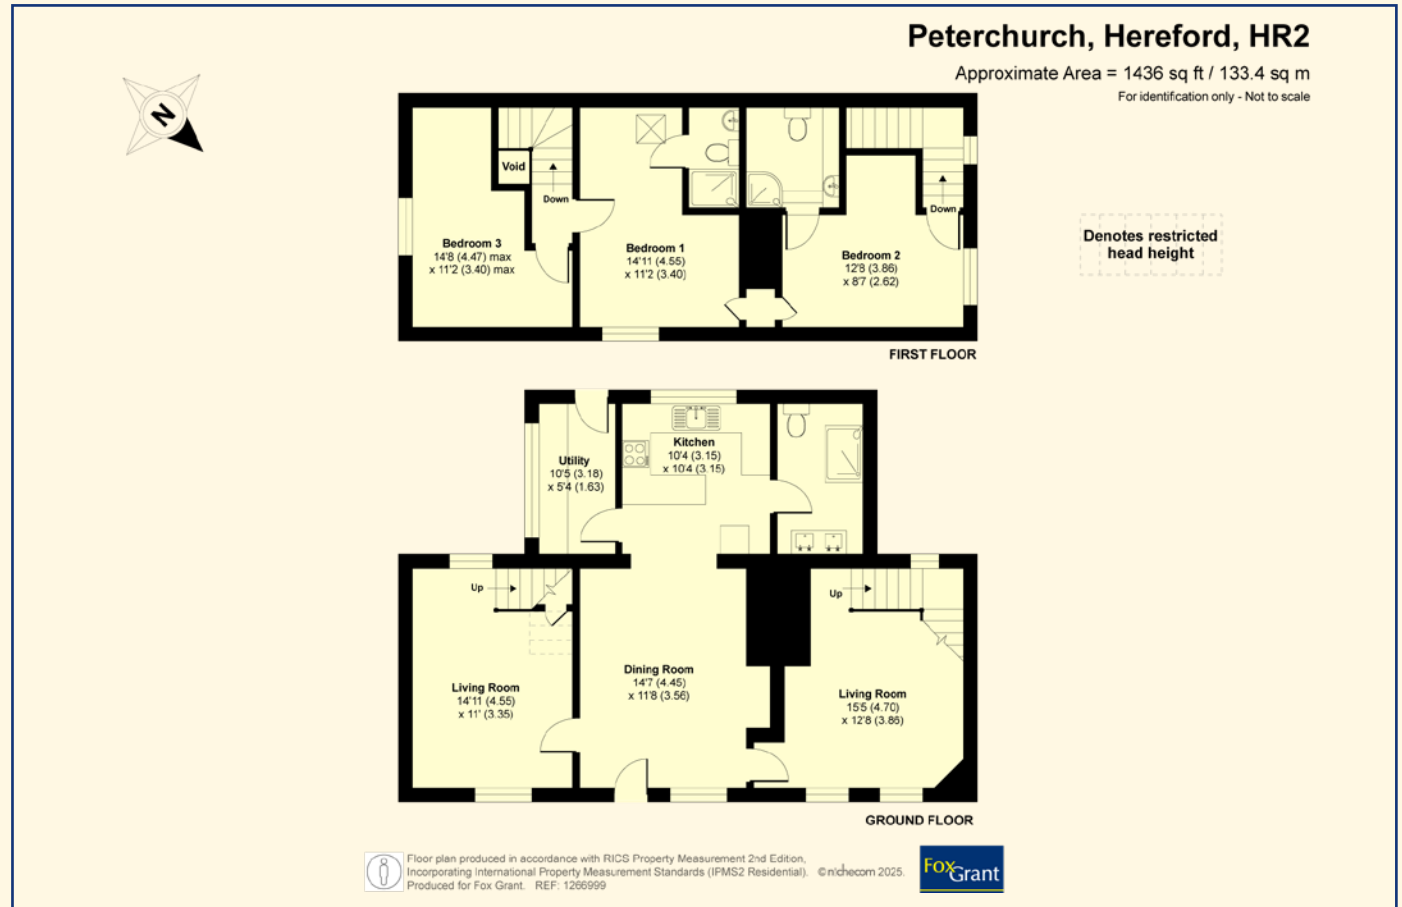 Peterchurch, Hereford, HR2
Approximate Area = 1436 sq ft / 133.4 sq m
For identification only - Not to scale
N
Void
Down
Down
Bedroom 3
14'8 (4.47) max
x 11'2 (3.40) max
Bedroom 1
14'11 (4.55)
x 11'2 (3.40)
Bedroom 2
12'8 (3.86)
x 8'7 (2.62)
Denotes restricted
head height
FIRST FLOOR
Utility
10'5 (3.18)
x 5'4 (1.63)
Kitchen
10'4 (3.15)
x 10'4 (3.15)
Up
Up
Living Room
14'11 (4.55)
x 11' (3.35)
Dining Room
14'7 (4.45)
x 11'8 (3.56)
Living Room
15'5 (4.70)
x 12'8 (3.86)
GROUND FLOOR
Floor plan produced in accordance with RICS Property Measurement 2nd Edition,
Incorporating International Property Measurement Standards (IPMS2 Residential). ©nichecom 2025.
Produced for Fox Grant. REF: 1266999
Fox
Grant